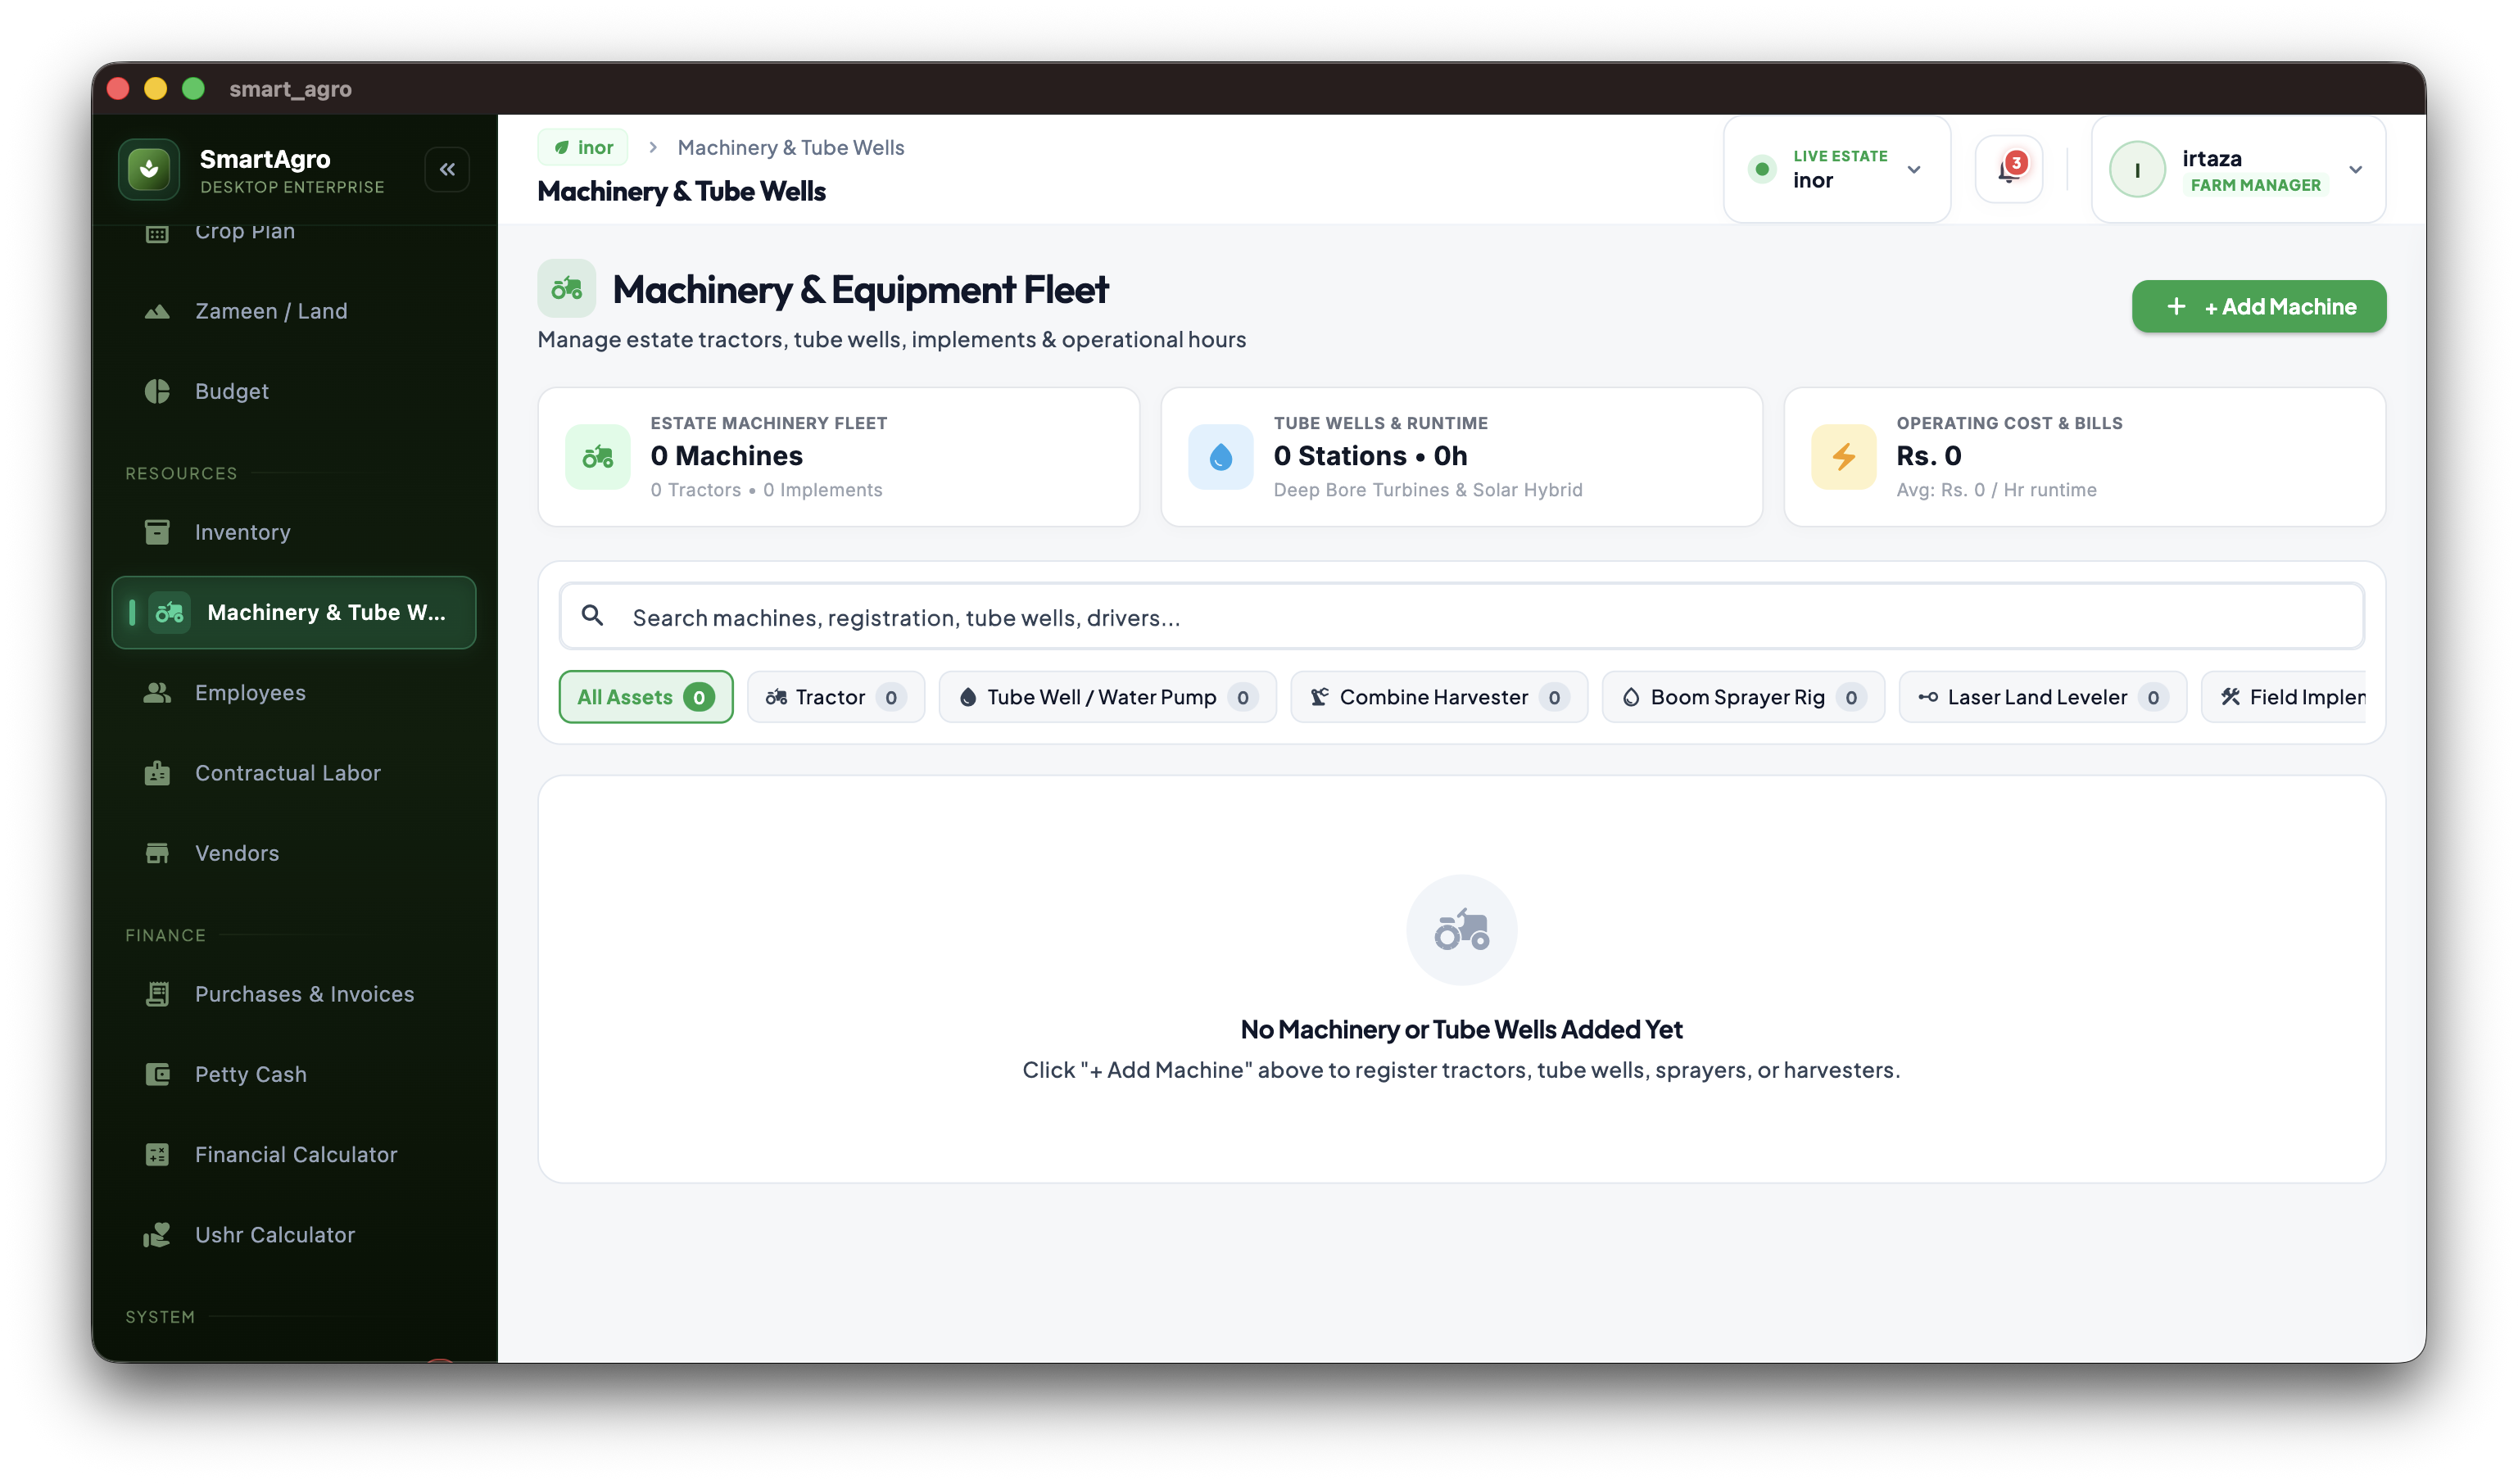 smart_agro
SmartAgro
DESKTOP ENTERPRISE
Crop Plan
Zameen / Land
Budget
RESOURCES
Inventory
Machinery & Tube W...
Employees
Contractual Labor
Vendors
FINANCE
Purchases & Invoices
Petty Cash
Financial Calculator
Ushr Calculator
SYSTEM
inor > Machinery & Tube Wells
Machinery & Tube Wells
LIVE ESTATE
inor
3
I
irtaza
FARM MANAGER
Machinery & Equipment Fleet
Manage estate tractors, tube wells, implements & operational hours
+ + Add Machine
ESTATE MACHINERY FLEET
0 Machines
0 Tractors • 0 Implements
TUBE WELLS & RUNTIME
0 Stations • 0h
Deep Bore Turbines & Solar Hybrid
OPERATING COST & BILLS
Rs. 0
Avg: Rs. 0 / Hr runtime
Search machines, registration, tube wells, drivers...
All Assets 0 Tractor 0 Tube Well / Water Pump 0 Combine Harvester 0 Boom Sprayer Rig 0 Laser Land Leveler 0 Field Implen
No Machinery or Tube Wells Added Yet
Click "+ Add Machine" above to register tractors, tube wells, sprayers, or harvesters.